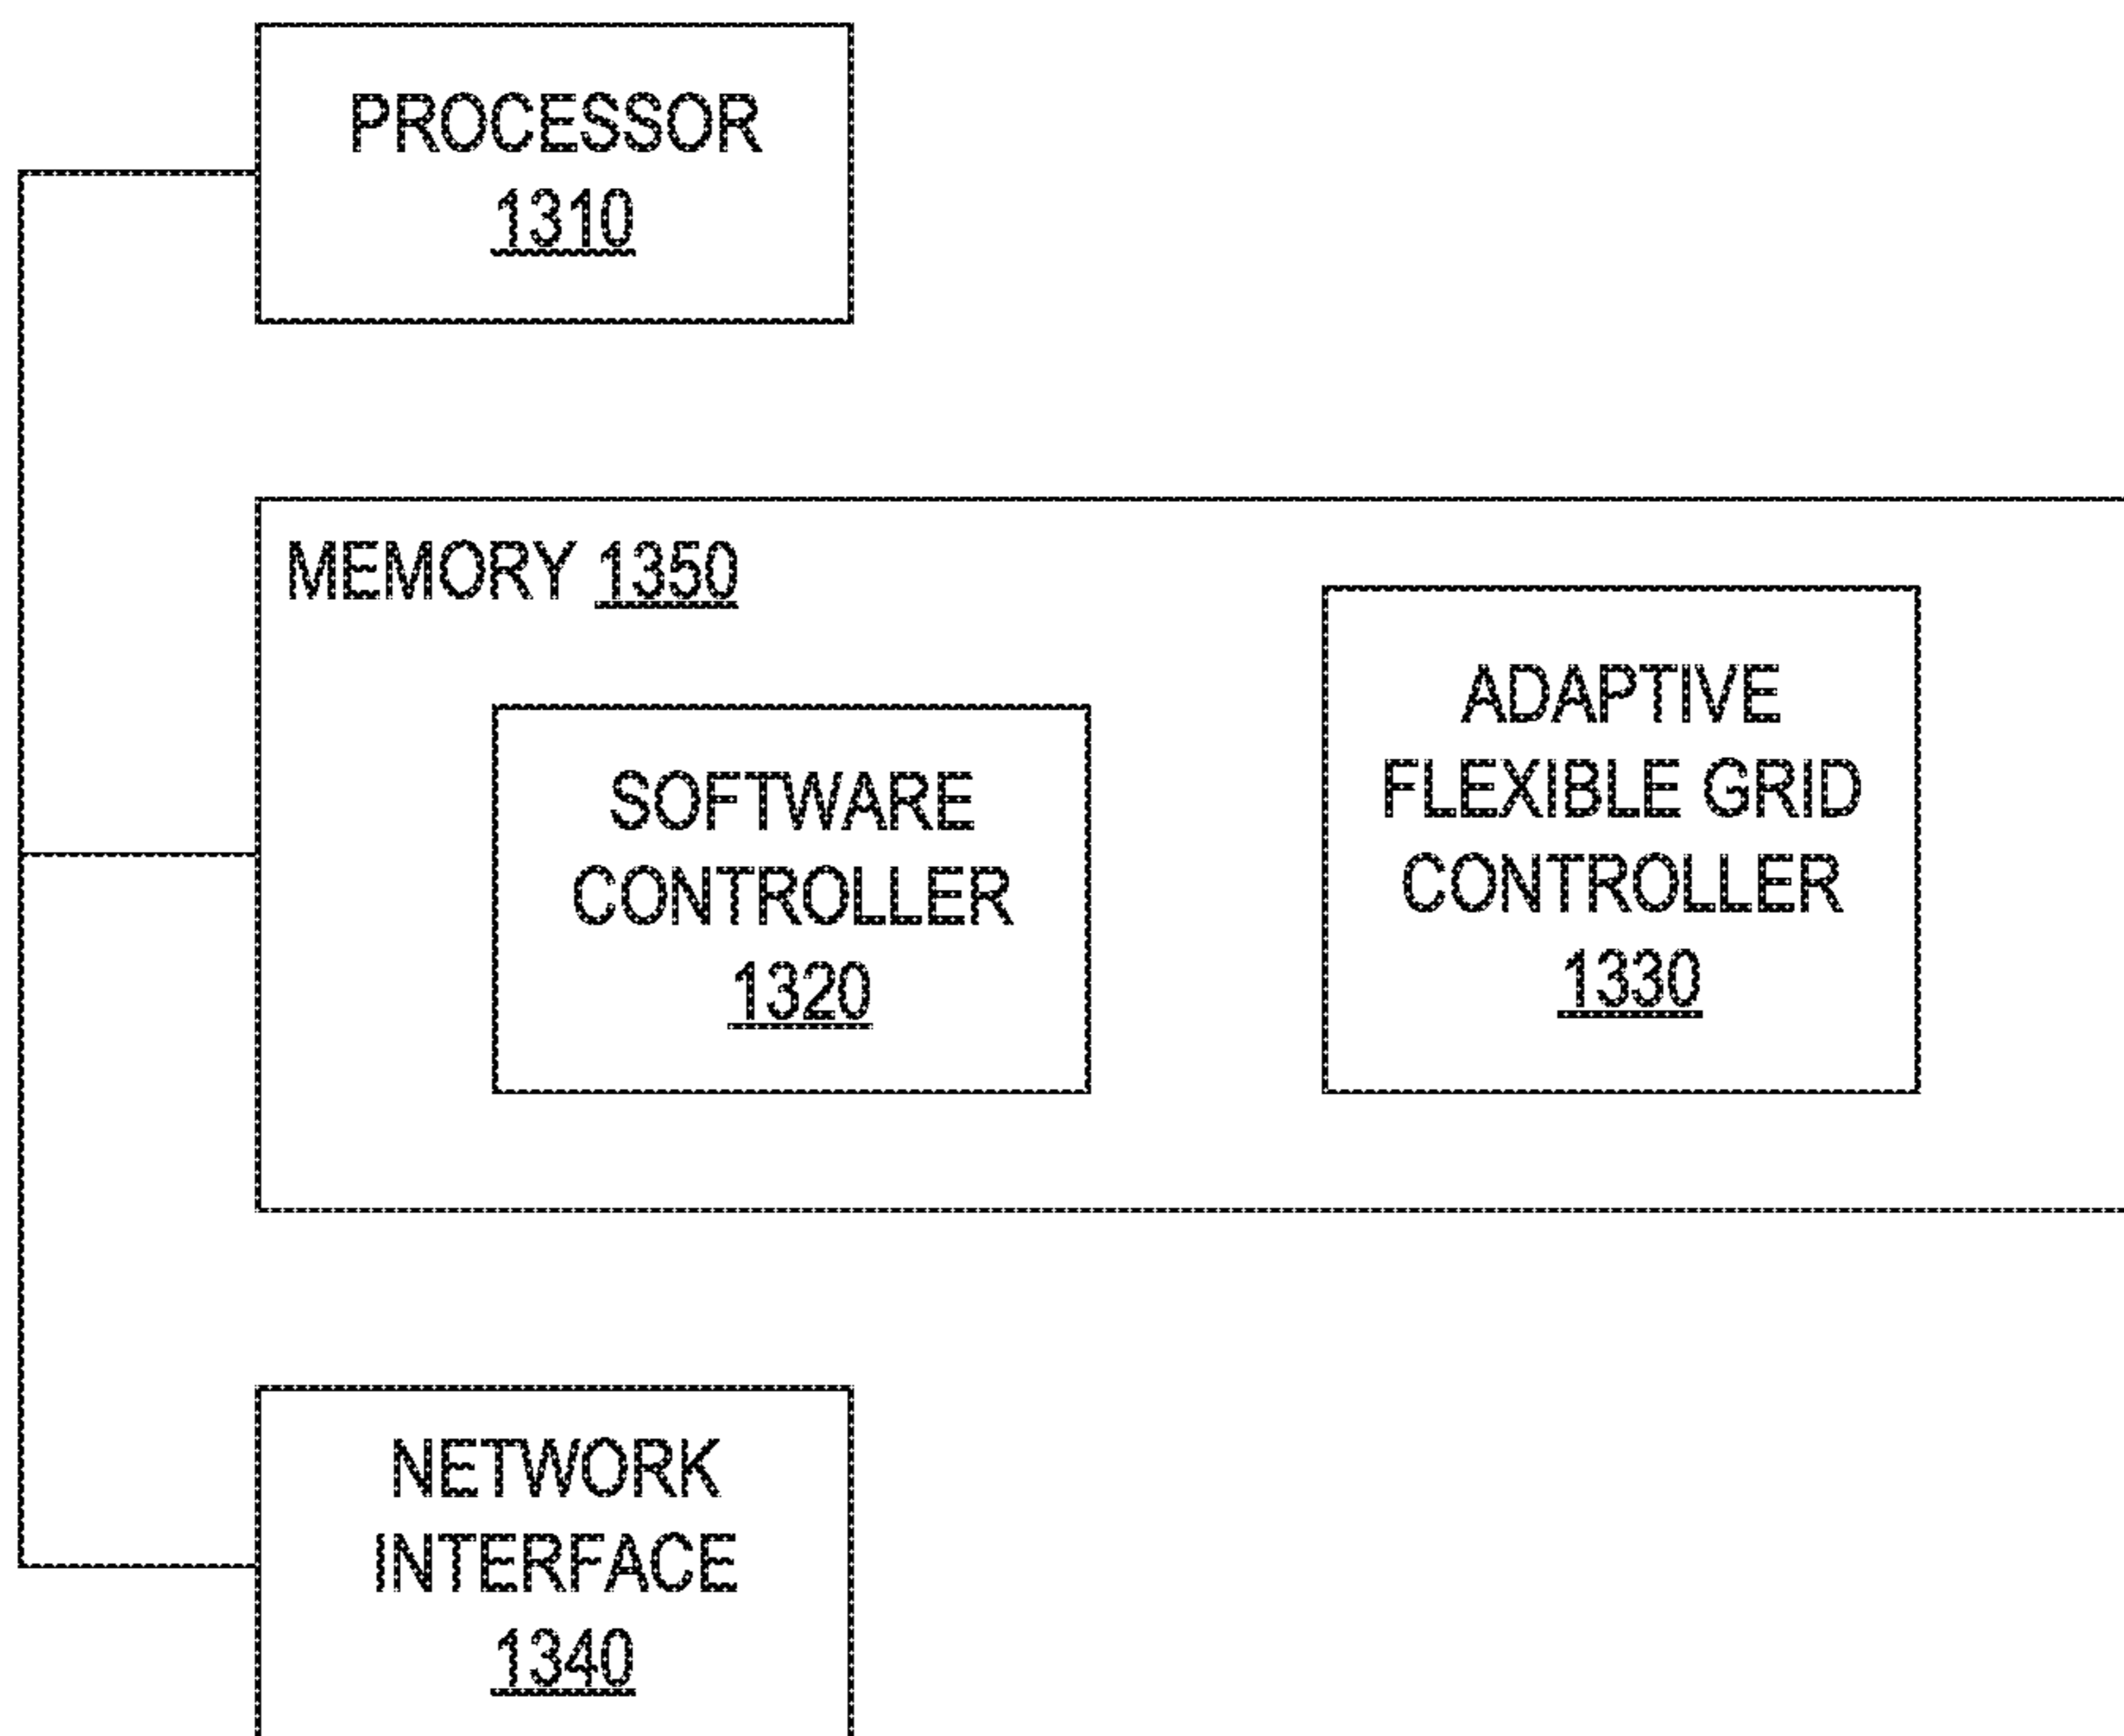 PROCESSOR
1310
MEMORY 1350
SOFTWARE
CONTROLLER
1320
ADAPTIVE
FLEXIBLE GRID
CONTROLLER
1330
NETWORK
INTERFACE
1340